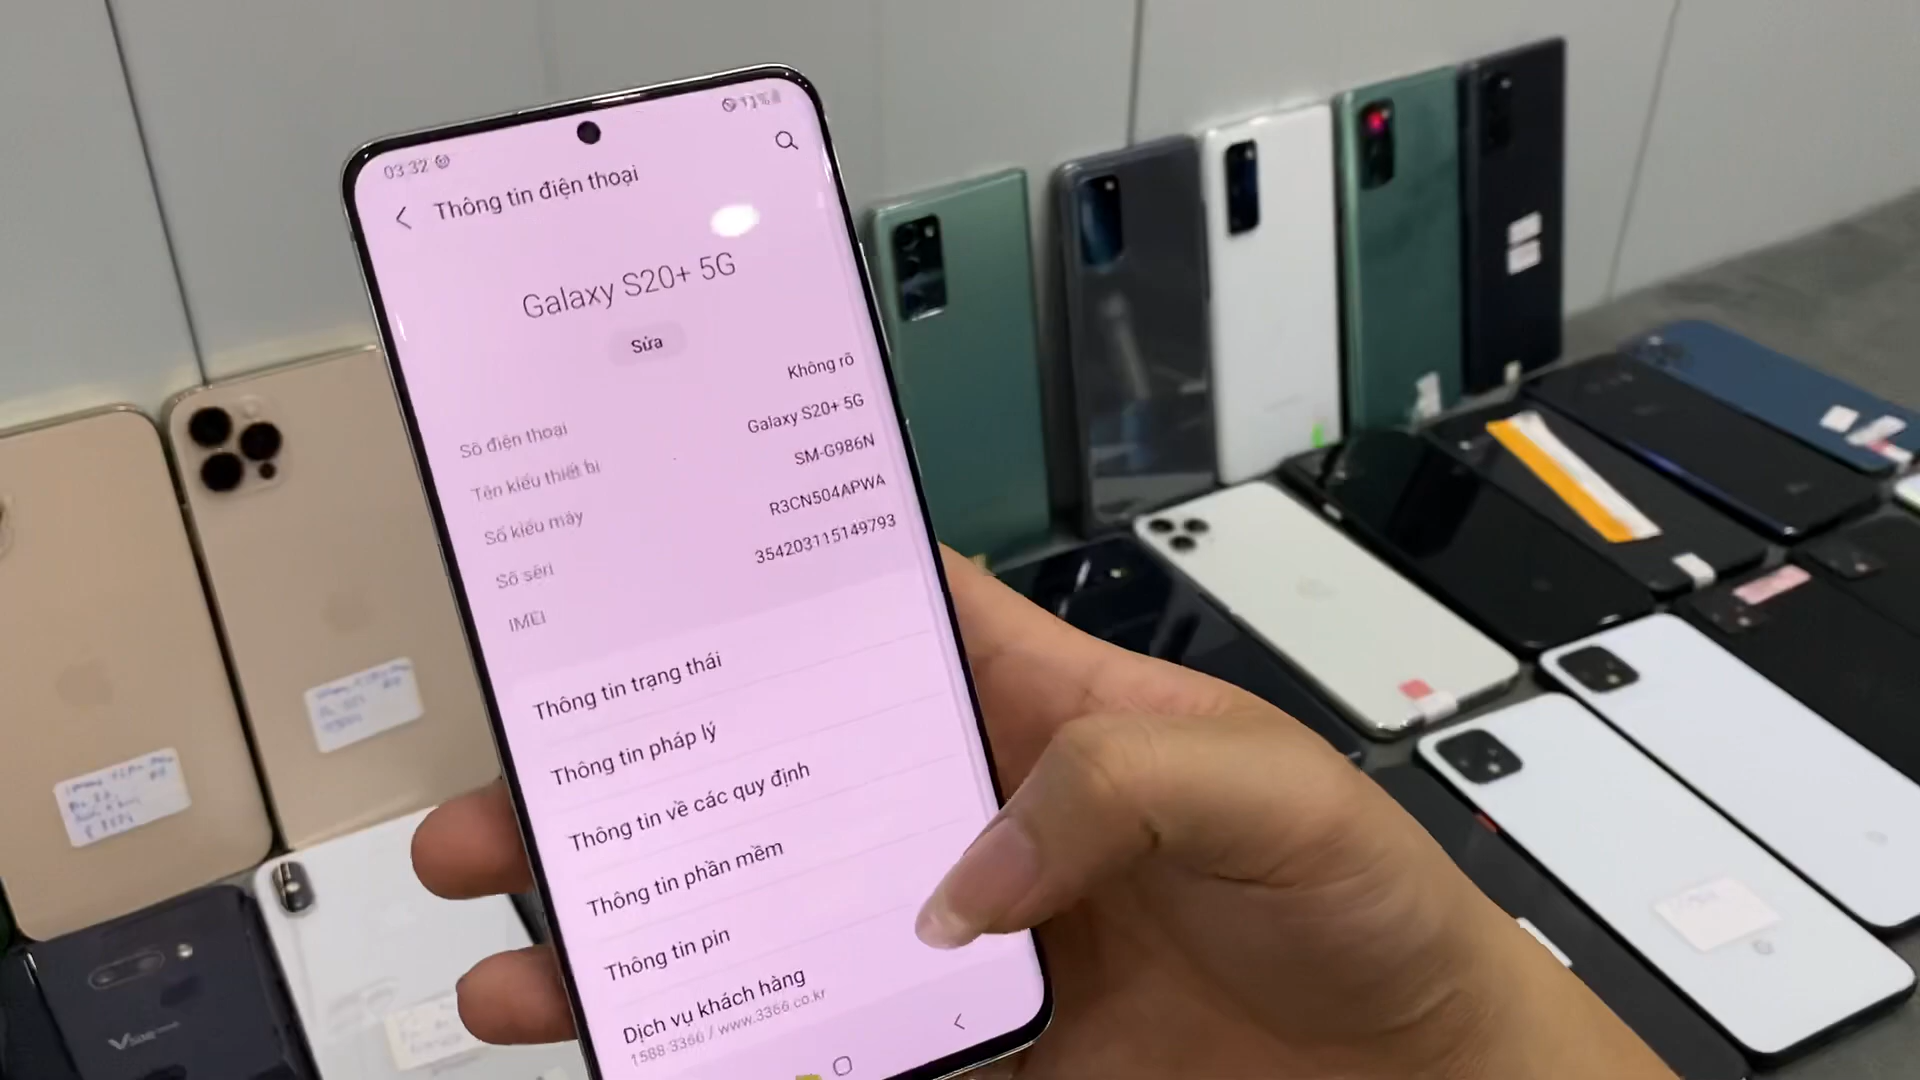 03:32
11%
Thông tin điện thoại
Galaxy S20+ 5G
Sửa
Số điện thoại
Không rõ
Tên kiểu thiết bị
Galaxy S20+ 5G
Số kiểu máy
SM-G986N
Số sêri
R3CN504APWA
IMEI
354203115149793
Thông tin trạng thái
Thông tin pháp lý
Thông tin về các quy định
Thông tin phần mềm
Thông tin pin
Dịch vụ khách hàng
1588-3366 / www.3366.co.kr